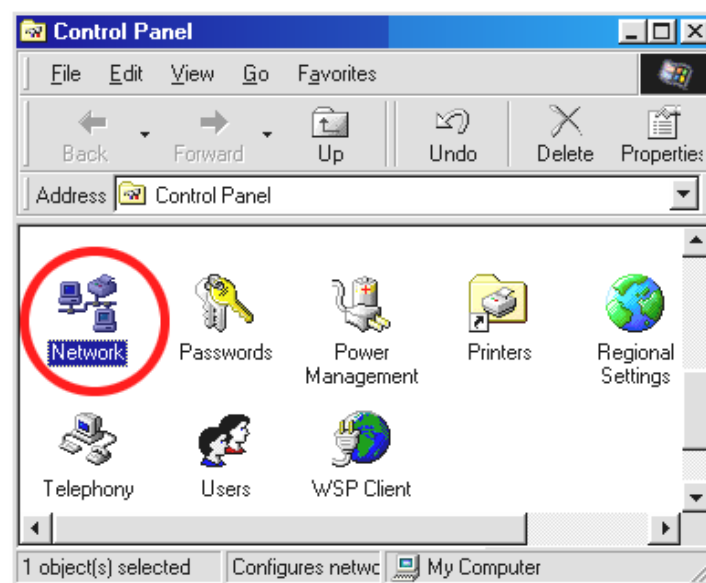 Control Panel
File Edit View Go Favorites
Back Forward Up Undo Delete Properties
Address Control Panel
Network Passwords Power Management Printers Regional Settings
Telephony Users WSP Client
1 object(s) selected Configures netwc My Computer